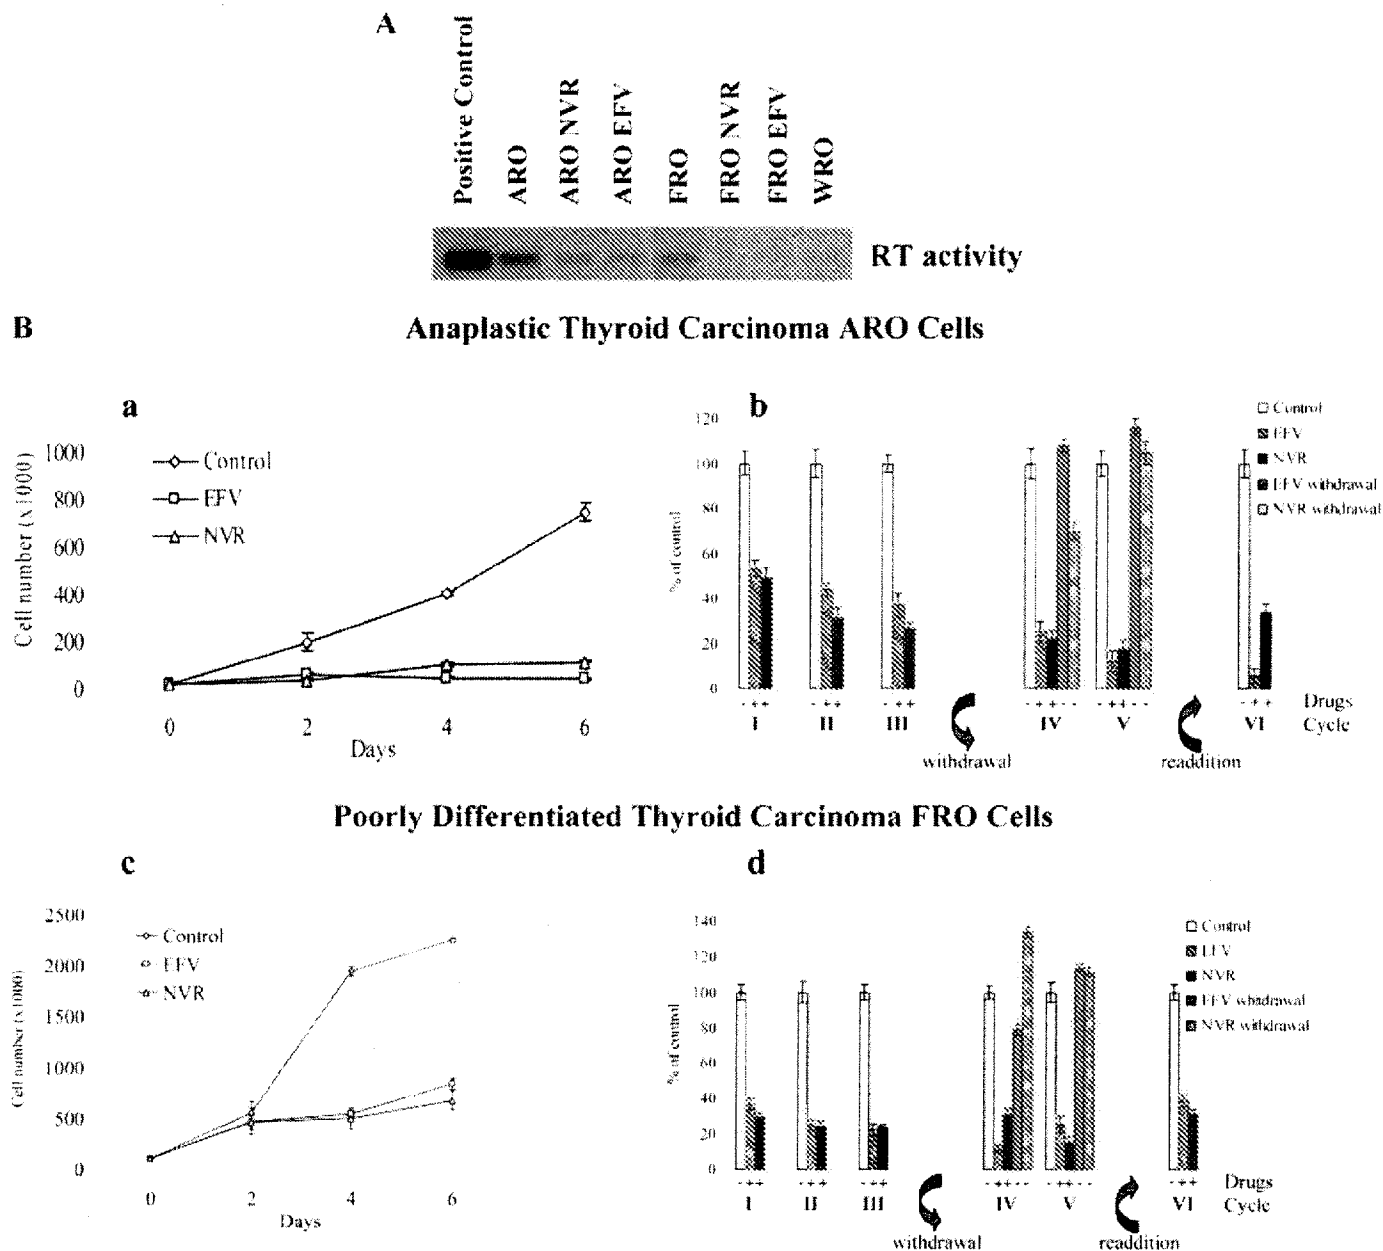 A
Positive Control
ARO
ARO NVR
ARO EFV
FRO
FRO NVR
FRO EFV
WRO
RT activity
B
Anaplastic Thyroid Carcinoma ARO Cells
a
Cell number (x1000)
1000
800
600
400
200
0
Control
EFV
NVR
0 2 4 6
Days
b
% of control
120
100
80
60
40
20
0
Control
EFV
NVR
EFV withdrawal
NVR withdrawal
- + + - + + - + + - + + - - - + + - - - + + Drugs
I II III IV V VI Cycle
withdrawal readdition
Poorly Differentiated Thyroid Carcinoma FRO Cells
c
Cell number (x1000)
2500
2000
1500
1000
500
0
Control
EFV
NVR
0 2 4 6
Days
d
% of control
140
120
100
80
60
40
20
0
Control
EFV
NVR
EFV whitdrawal
NVR withdrawal
- + + - + + - + + - + + - - - + + - - - + + Drugs
I II III IV V VI Cycle
withdrawal readdition